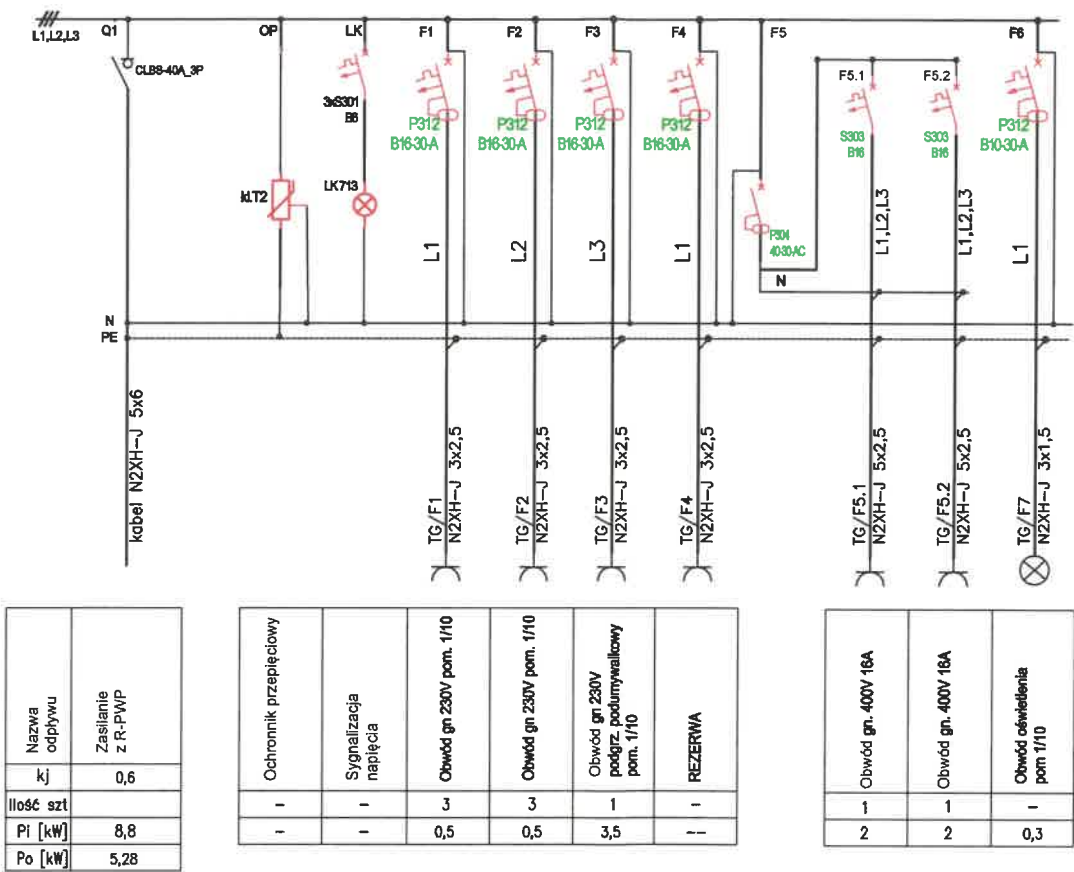 L1,L2,L3
Q1
OP
LK
F1
F2
F3
F4
F5
F6
CLBS-40A_3P
3xS301
B6
P312
B16-30-A
P312
B16-30-A
P312
B16-30-A
P312
B16-30-A
F5.1
F5.2
S303
B16
S303
B16
P312
B10-30-A
kl.T2
LK713
P304
40-30-AC
L1
L2
L3
L1
L1,L2,L3
L1,L2,L3
L1
N
N
PE
kabel N2XH-J 5x6
TG/F1
N2XH-J 3x2,5
TG/F2
N2XH-J 3x2,5
TG/F3
N2XH-J 3x2,5
TG/F4
N2XH-J 3x2,5
TG/F5.1
N2XH-J 5x2,5
TG/F5.2
N2XH-J 5x2,5
TG/F7
N2XH-J 3x1,5
Nazwa
odpływu
Zasilanie
z R-PWP
kj
0,6
Ilość szt
Pi [kW]
8,8
Po [kW]
5,28
Ochronnik przepięciowy
Sygnalizacja
napięcia
Obwód gn 230V pom. 1/10
Obwód gn 230V pom. 1/10
Obwód gn 230V
podgrz. podumywalkowy
pom. 1/10
REZERWA
- - 3 3 1 -
- - 0,5 0,5 3,5 --
Obwód gn. 400V 16A
Obwód gn. 400V 16A
Obwód oświetlenia
pom 1/10
1 1 -
2 2 0,3